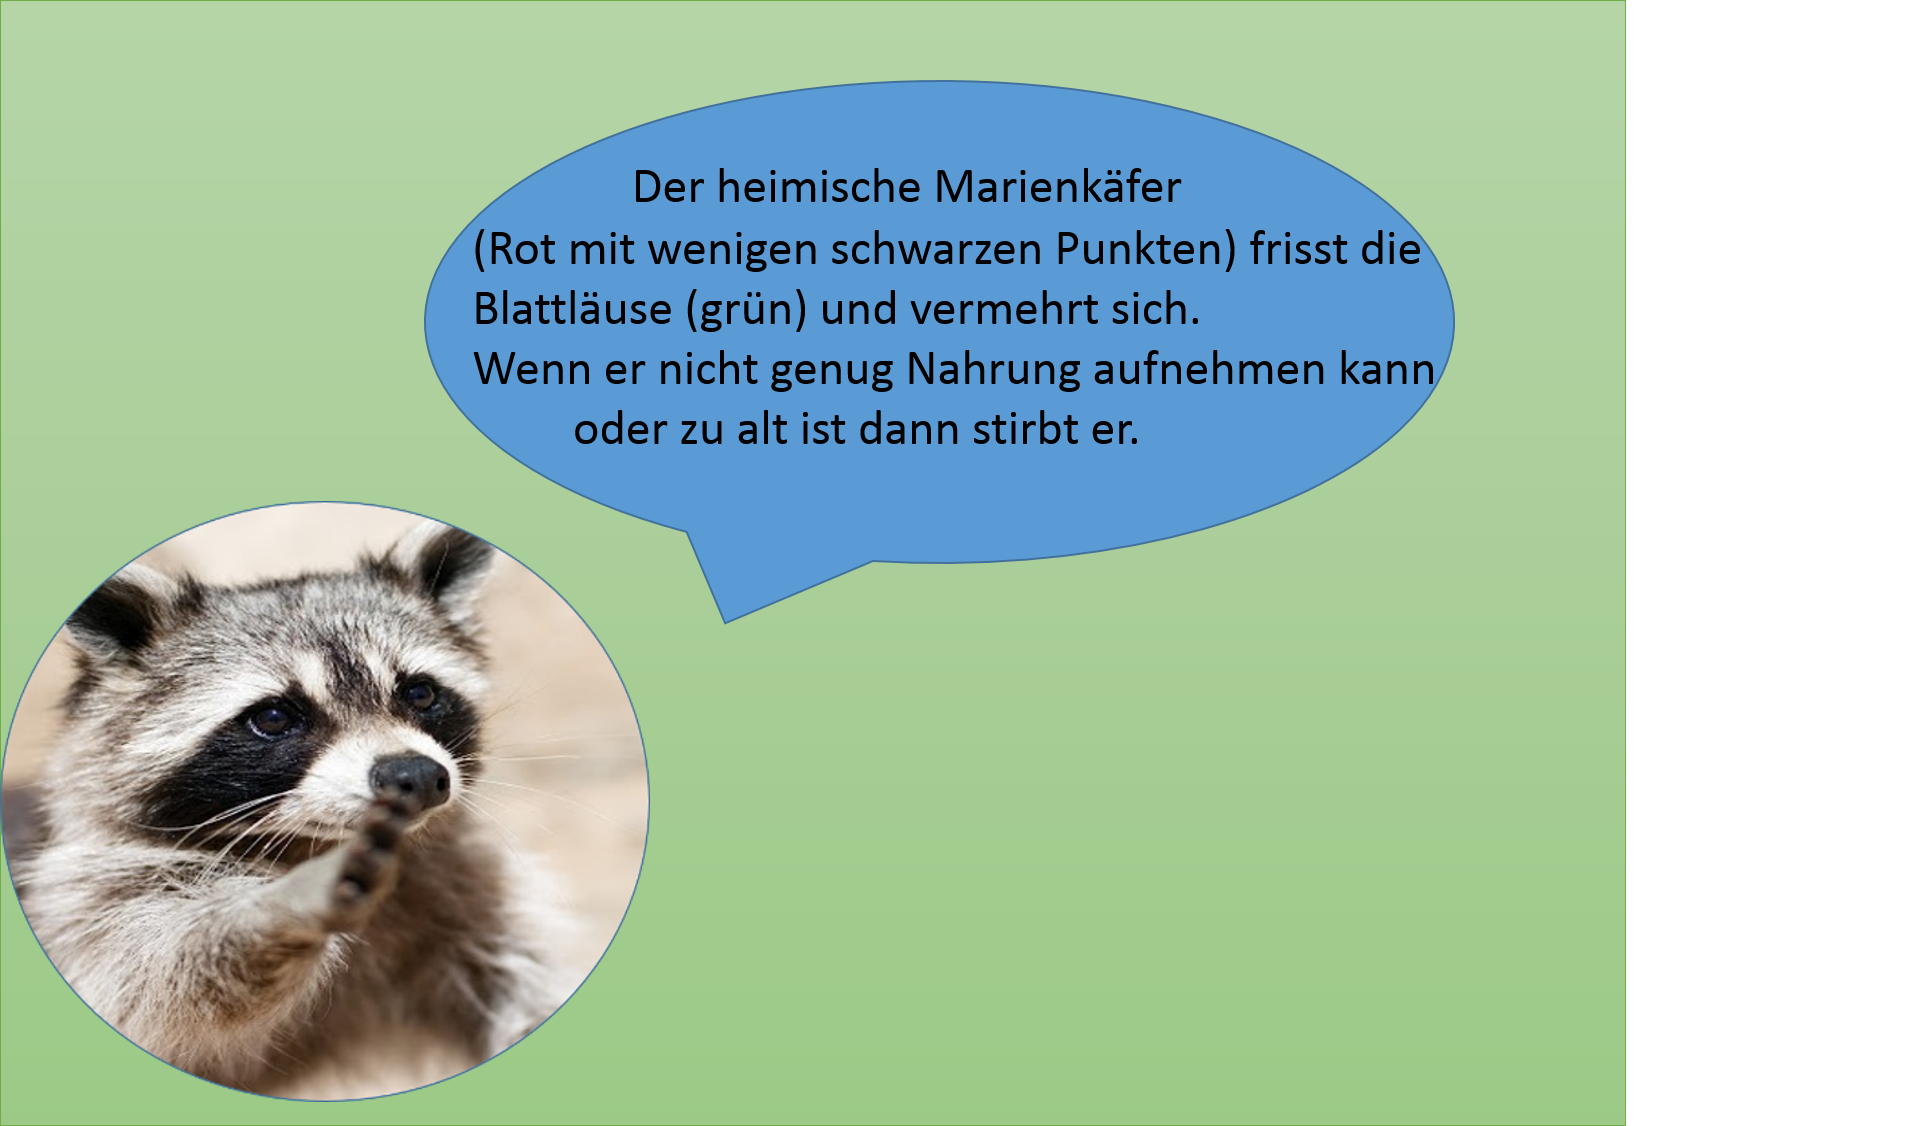 Der heimische Marienkäfer
(Rot mit wenigen schwarzen Punkten) frisst die
Blattläuse (grün) und vermehrt sich.
Wenn er nicht genug Nahrung aufnehmen kann
oder zu alt ist dann stirbt er.